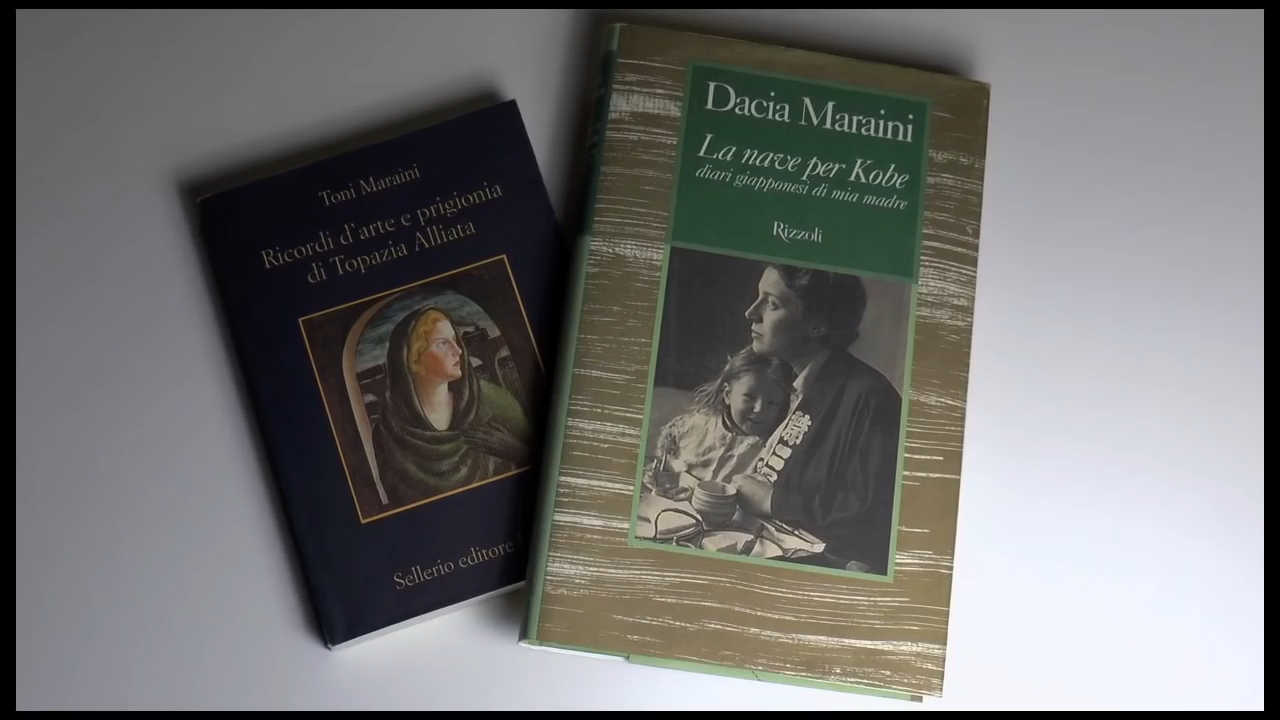 Toni Maraini
Ricordi d'arte e prigionia
di Topazia Alliata
Sellerio editore
Dacia Maraini
La nave per Kobe
diari giapponesi di mia madre
Rizzoli